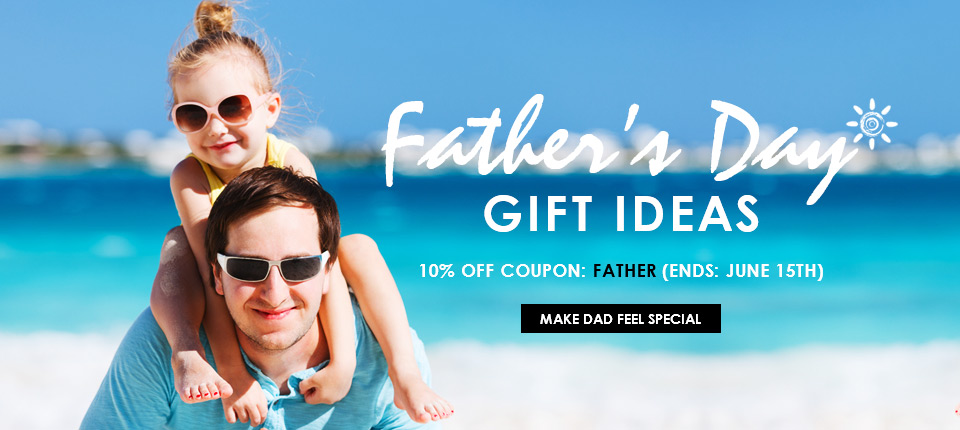 Father's Day
GIFT IDEAS
10% OFF COUPON: FATHER (ENDS: JUNE 15TH)
MAKE DAD FEEL SPECIAL